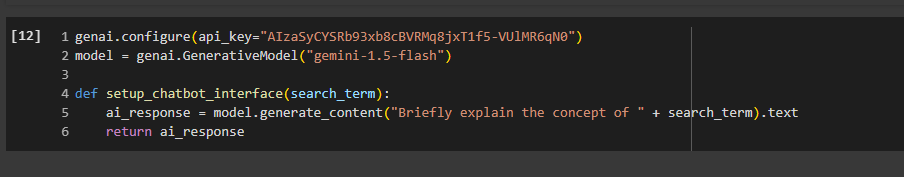 [12] 1 genai.configure(api_key="AIzaSyCYSRb93xb8cBVRMq8jxT1f5-VUlMR6qN0")
2 model = genai.GenerativeModel("gemini-1.5-flash")
3
4 def setup_chatbot_interface(search_term):
5     ai_response = model.generate_content("Briefly explain the concept of " + search_term).text
6     return ai_response